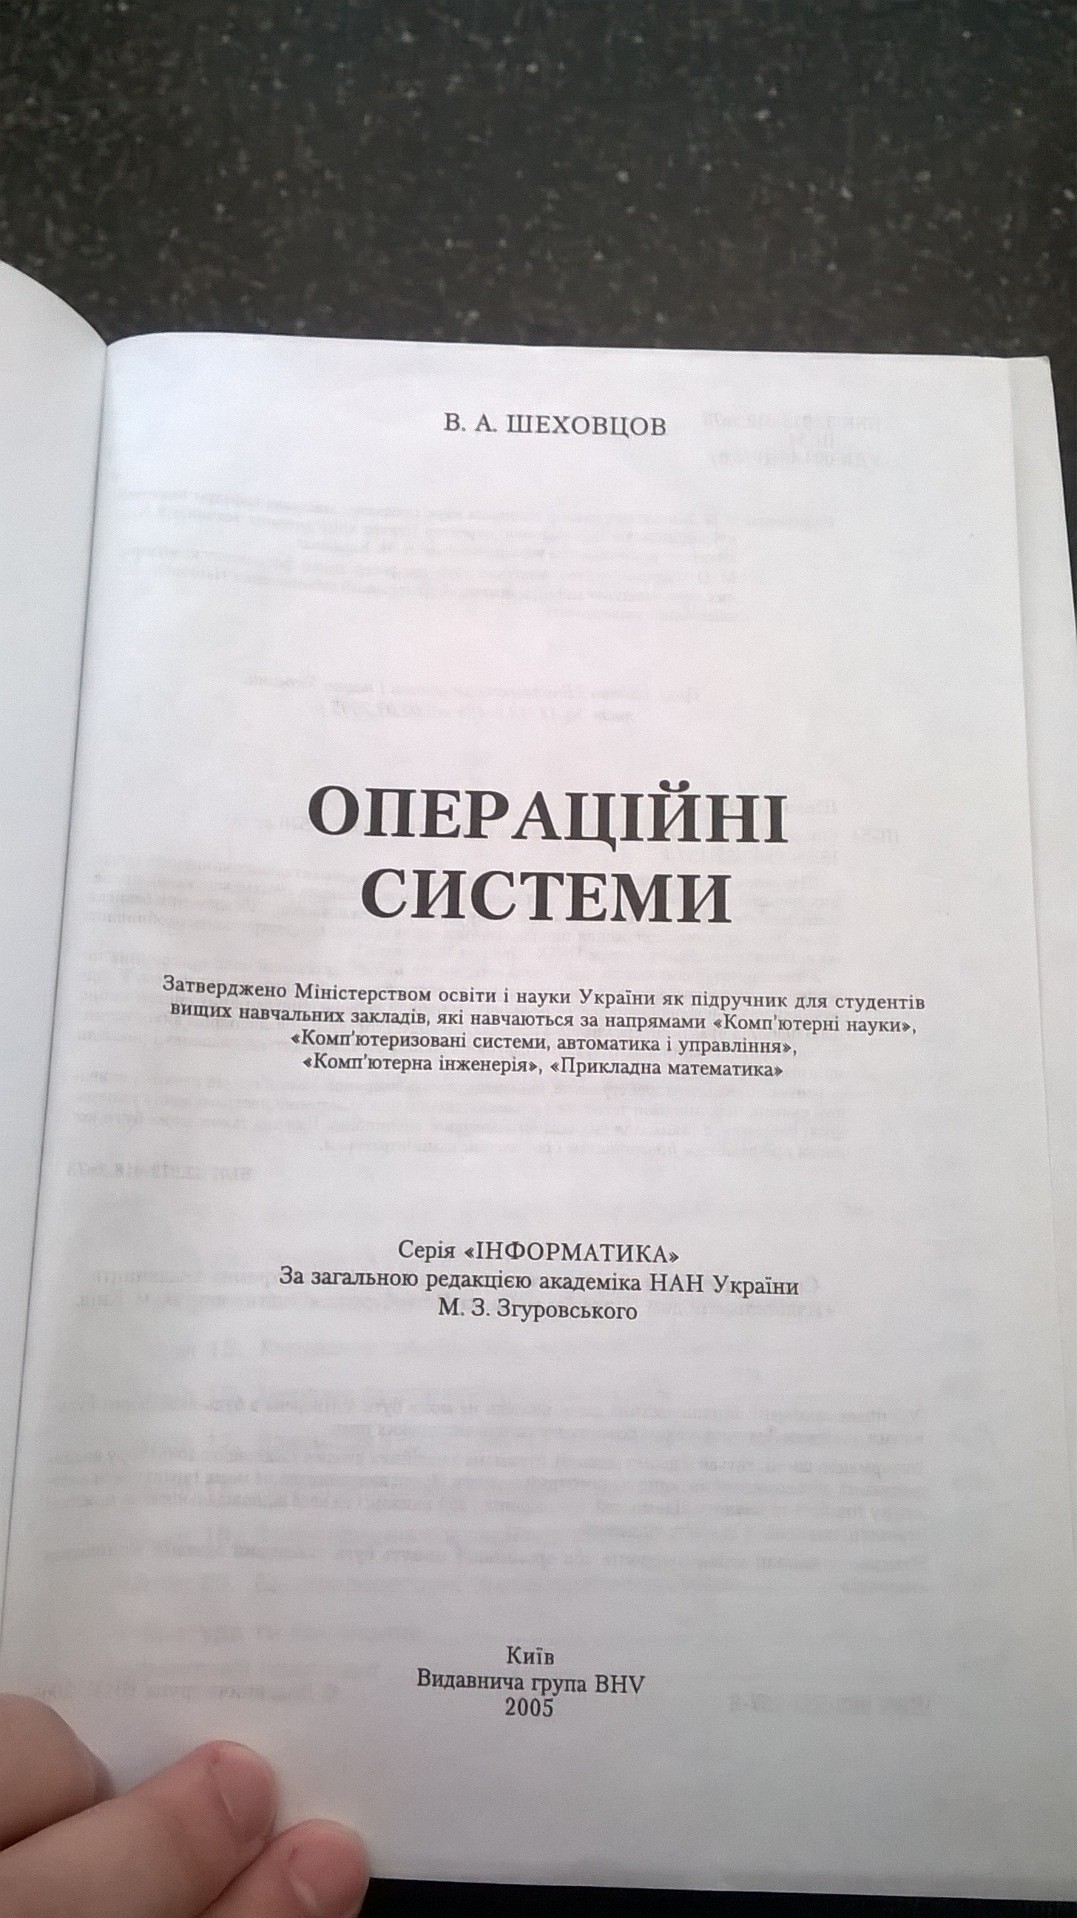 В. А. ШЕХОВЦОВ
ОПЕРАЦІЙНІ
СИСТЕМИ
Затверджено Міністерством освіти і науки України як підручник для студентів
вищих навчальних закладів, які навчаються за напрямами «Комп'ютерні науки»,
«Комп'ютеризовані системи, автоматика і управління»,
«Комп'ютерна інженерія», «Прикладна математика»
Серія «ІНФОРМАТИКА»
За загальною редакцією академіка НАН України
М. З. Згуровського
Київ
Видавнича група BHV
2005